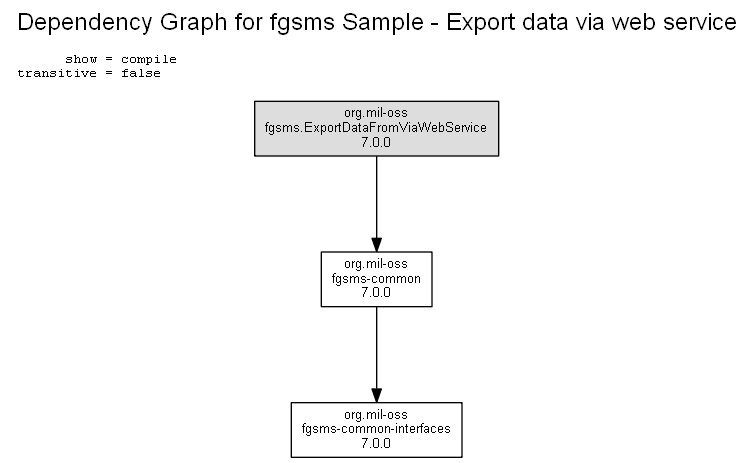 Dependency Graph for fgsms Sample - Export data via web service
show = compile
transitive = false
org.mil-oss
fgsms.ExportDataFromViaWebService
7.0.0
org.mil-oss
fgsms-common
7.0.0
org.mil-oss
fgsms-common-interfaces
7.0.0